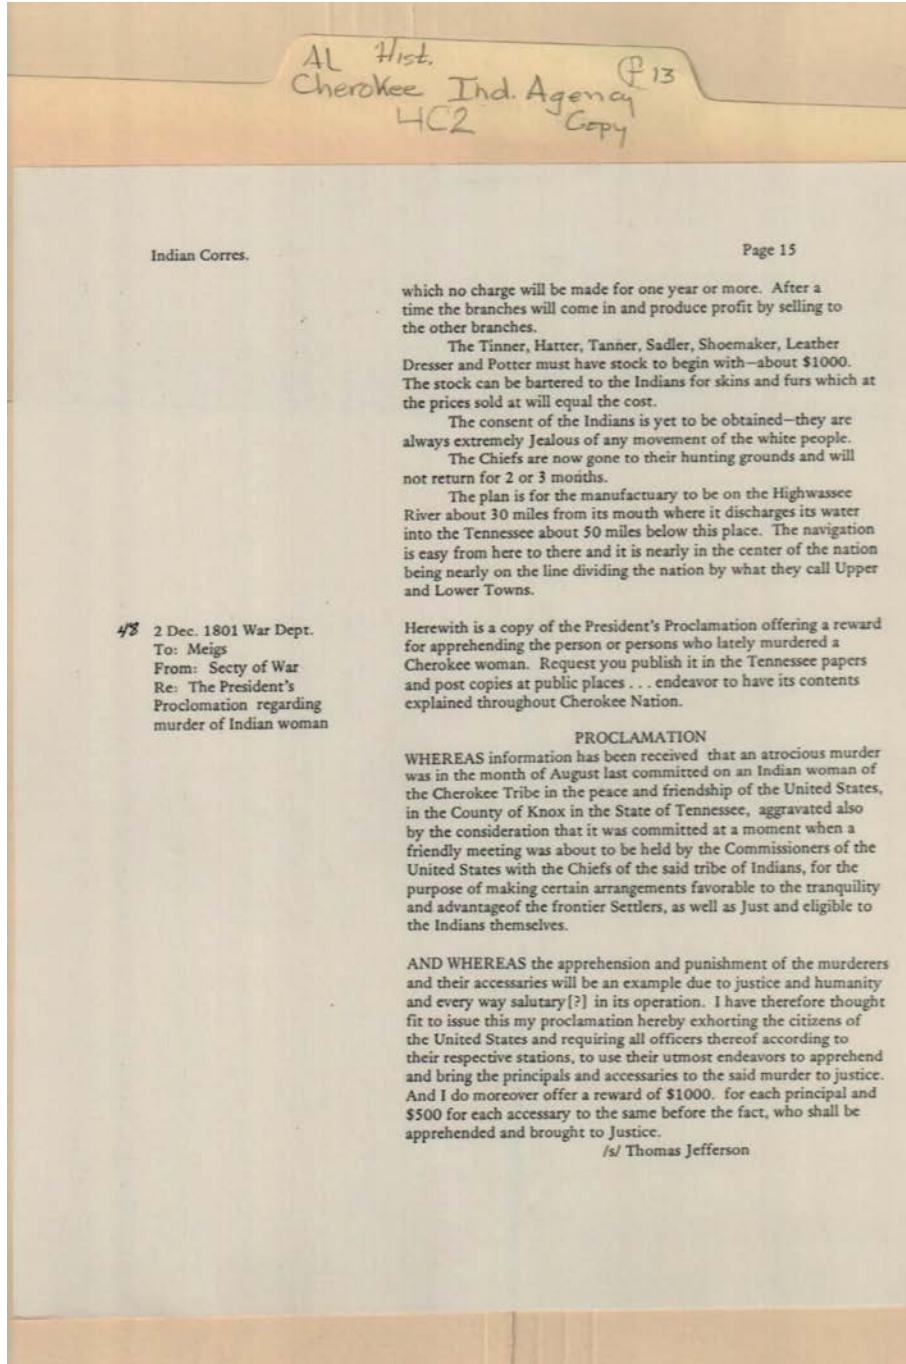 AL Hist.
Cherokee Ind. Agency
4C2 Copy
13
Indian Corres.
Page 15
which no charge will be made for one year or more. After a
time the branches will come in and produce profit by selling to
the other branches.
The Tinner, Hatter, Tanner, Sadler, Shoemaker, Leather
Dresser and Potter must have stock to begin with—about $1000.
The stock can be bartered to the Indians for skins and furs which at
the prices sold at will equal the cost.
The consent of the Indians is yet to be obtained—they are
always extremely Jealous of any movement of the white people.
The Chiefs are now gone to their hunting grounds and will
not return for 2 or 3 months.
The plan is for the manufactuary to be on the Highwassee
River about 30 miles from its mouth where it discharges its water
into the Tennessee about 50 miles below this place. The navigation
is easy from here to there and it is nearly in the center of the nation
being nearly on the line dividing the nation by what they call Upper
and Lower Towns.
48 2 Dec. 1801 War Dept.
To: Meigs
From: Secty of War
Re: The President's
Proclomation regarding
murder of Indian woman
Herewith is a copy of the President's Proclamation offering a reward
for apprehending the person or persons who lately murdered a
Cherokee woman. Request you publish it in the Tennessee papers
and post copies at public places . . . endeavor to have its contents
explained throughout Cherokee Nation.
PROCLAMATION
WHEREAS information has been received that an atrocious murder
was in the month of August last committed on an Indian woman of
the Cherokee Tribe in the peace and friendship of the United States,
in the County of Knox in the State of Tennessee, aggravated also
by the consideration that it was committed at a moment when a
friendly meeting was about to be held by the Commissioners of the
United States with the Chiefs of the said tribe of Indians, for the
purpose of making certain arrangements favorable to the tranquility
and advantageof the frontier Settlers, as well as Just and eligible to
the Indians themselves.
AND WHEREAS the apprehension and punishment of the murderers
and their accessaries will be an example due to justice and humanity
and every way salutary[?] in its operation. I have therefore thought
fit to issue this my proclamation hereby exhorting the citizens of
the United States and requiring all officers thereof according to
their respective stations, to use their utmost endeavors to apprehend
and bring the principals and accessaries to the said murder to justice.
And I do moreover offer a reward of $1000. for each principal and
$500 for each accessary to the same before the fact, who shall be
apprehended and brought to Justice.
/s/ Thomas Jefferson